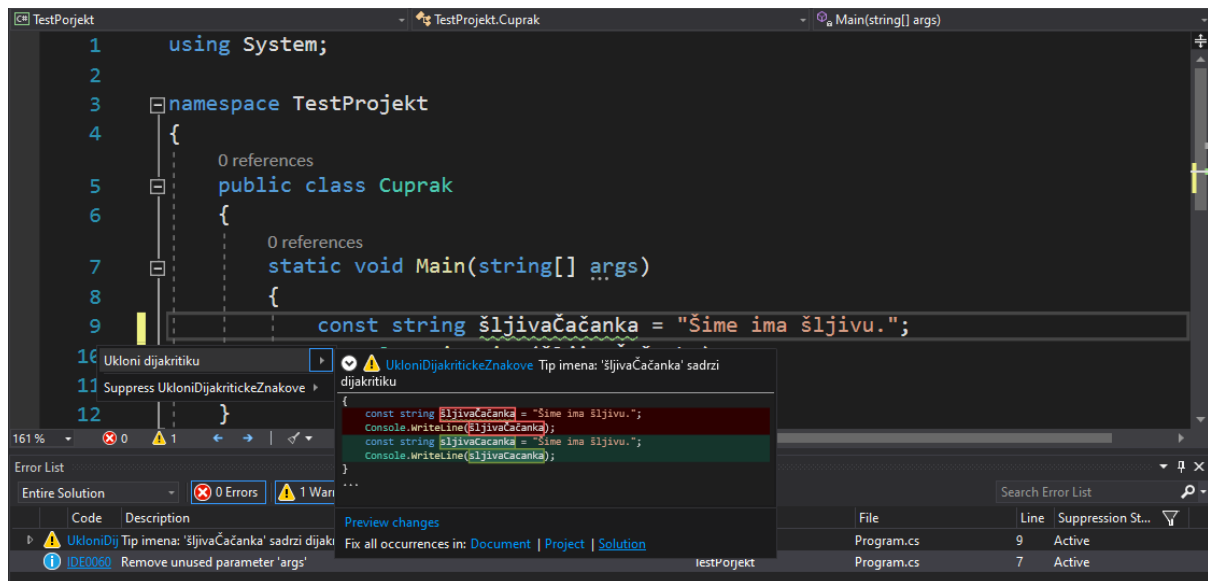 C# TestPorjekt TestProjekt.Cuprak Main(string[] args)
1 using System;
2
3 namespace TestProjekt
4 {
0 references
5 public class Cuprak
6 {
0 references
7 static void Main(string[] args)
8 {
9 const string šljivaČačanka = "Šime ima šljivu.";
10
11
12 }
Ukloni dijakritiku
Suppress UkloniDijakritickeZnakove
UkloniDijakritickeZnakove Tip imena: 'šljivaČačanka' sadrzi
dijakritiku
{
const string šljivaČačanka = "Šime ima šljivu.";
Console.WriteLine(šljivaČačanka);
const string sljivaCacanka = "Šime ima šljivu.";
Console.WriteLine(sljivaCacanka);
}
...
Preview changes
Fix all occurrences in: Document | Project | Solution
161 % 0 1
Error List
Entire Solution 0 Errors 1 Warn Search Error List
Code Description File Line Suppression St...
UkloniDij Tip imena: 'šljivaČačanka' sadrzi dijakr Program.cs 9 Active
IDE0060 Remove unused parameter 'args' TestPorjekt Program.cs 7 Active